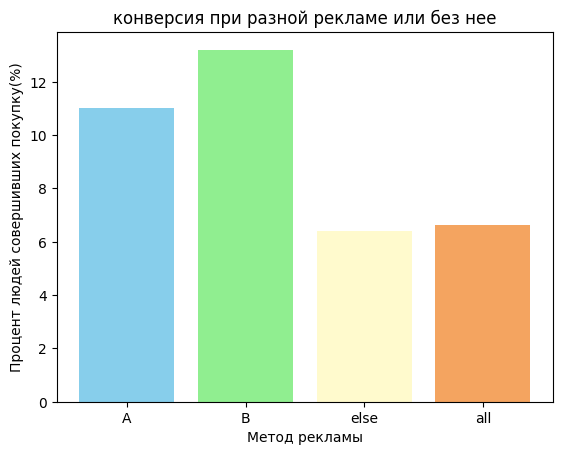 конверсия при разной рекламе или без нее
Процент людей совершивших покупку(%)
12
10
8
6
4
2
0
A
B
else
all
Метод рекламы